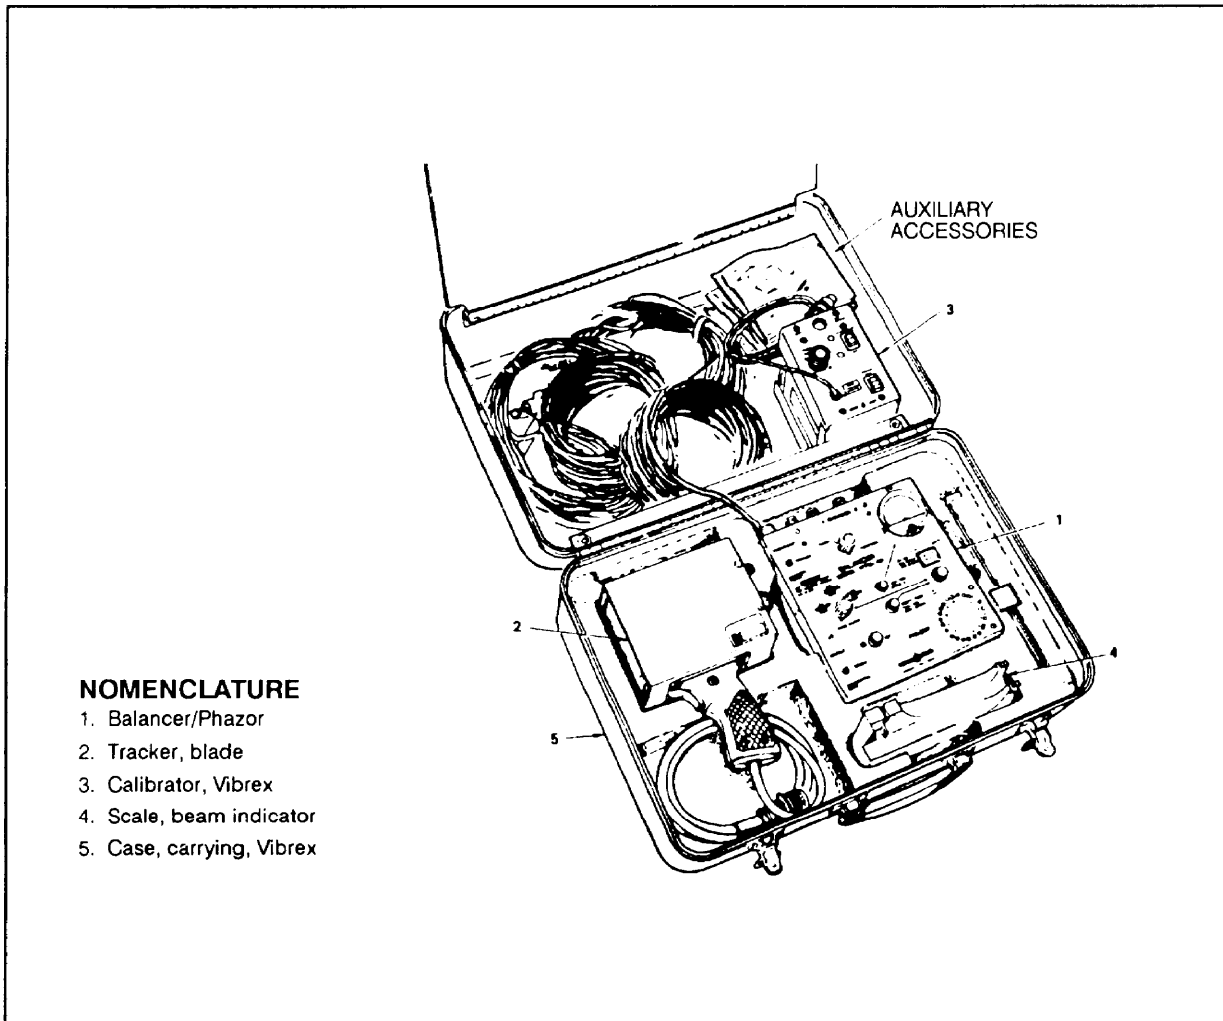 AUXILIARY
ACCESSORIES
3
1
2
4
5
NOMENCLATURE
1. Balancer/Phazor
2. Tracker, blade
3. Calibrator, Vibrex
4. Scale, beam indicator
5. Case, carrying, Vibrex